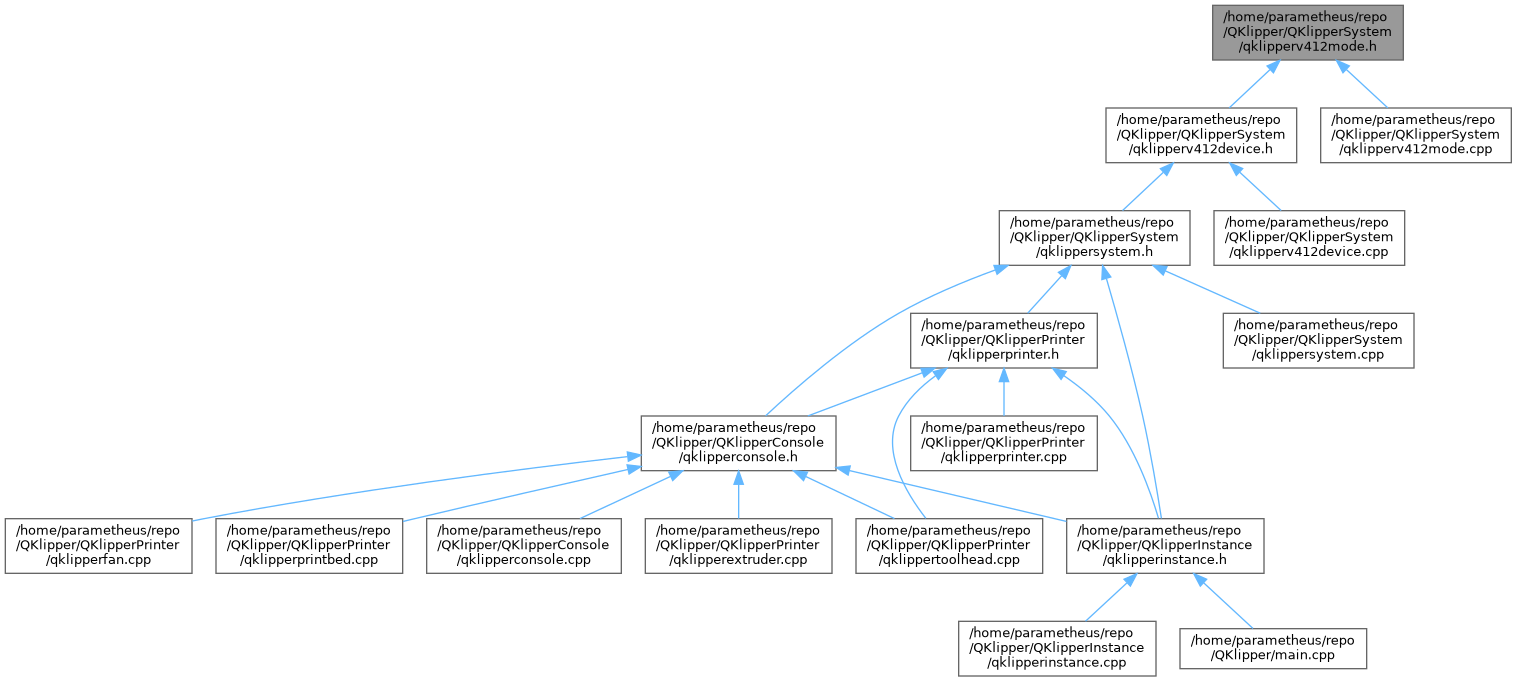 /home/parametheus/repo
/QKlipper/QKlipperSystem
/qklipperv412mode.h
/home/parametheus/repo
/QKlipper/QKlipperSystem
/qklipperv412device.h
/home/parametheus/repo
/QKlipper/QKlipperSystem
/qklipperv412mode.cpp
/home/parametheus/repo
/QKlipper/QKlipperSystem
/qklippersystem.h
/home/parametheus/repo
/QKlipper/QKlipperSystem
/qklipperv412device.cpp
/home/parametheus/repo
/QKlipper/QKlipperPrinter
/qklipperprinter.h
/home/parametheus/repo
/QKlipper/QKlipperSystem
/qklippersystem.cpp
/home/parametheus/repo
/QKlipper/QKlipperConsole
/qklipperconsole.h
/home/parametheus/repo
/QKlipper/QKlipperPrinter
/qklipperprinter.cpp
/home/parametheus/repo
/QKlipper/QKlipperPrinter
/qklipperfan.cpp
/home/parametheus/repo
/QKlipper/QKlipperPrinter
/qklipperprintbed.cpp
/home/parametheus/repo
/QKlipper/QKlipperConsole
/qklipperconsole.cpp
/home/parametheus/repo
/QKlipper/QKlipperPrinter
/qklipperextruder.cpp
/home/parametheus/repo
/QKlipper/QKlipperPrinter
/qklippertoolhead.cpp
/home/parametheus/repo
/QKlipper/QKlipperInstance
/qklipperinstance.h
/home/parametheus/repo
/QKlipper/QKlipperInstance
/qklipperinstance.cpp
/home/parametheus/repo
/QKlipper/main.cpp